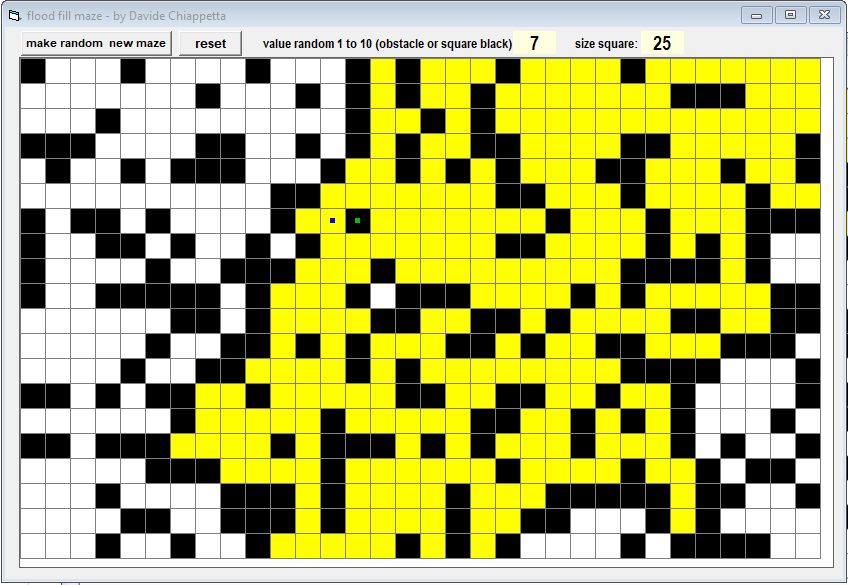 flood fill maze - by Davide Chiappetta
make random  new maze reset value random 1 to 10 (obstacle or square black) 7 size square: 25